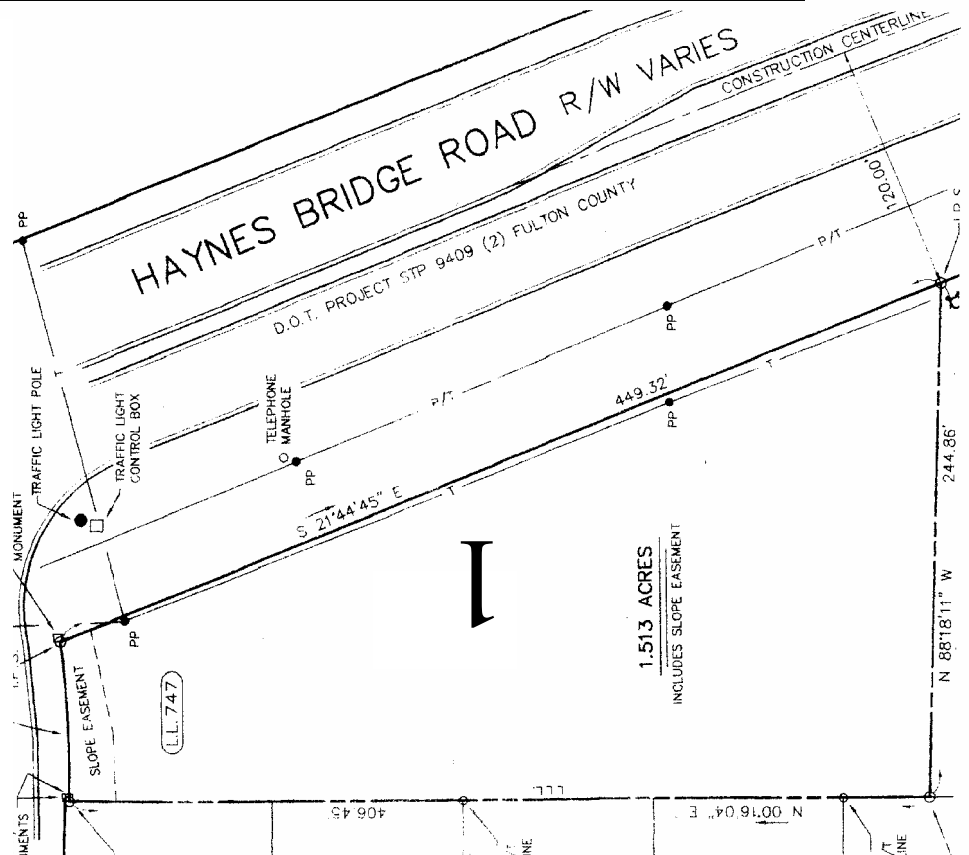 HAYNES BRIDGE ROAD R/W VARIES
CONSTRUCTION CENTERLINE
D.O.T. PROJECT STP 9409 (2) FULTON COUNTY
120.00'
P/T
PP
PP
T
TRAFFIC LIGHT POLE
TRAFFIC LIGHT
CONTROL BOX
TELEPHONE
MANHOLE
PP
P/T
449.32'
PP
T
S 21°44'45" E
T
MONUMENT
PP
SLOPE EASEMENT
L.L. 747
1
1.513 ACRES
INCLUDES SLOPE EASEMENT
244.86'
N 88°18'11" W
LLL
406.45'
N 00°16'04" E